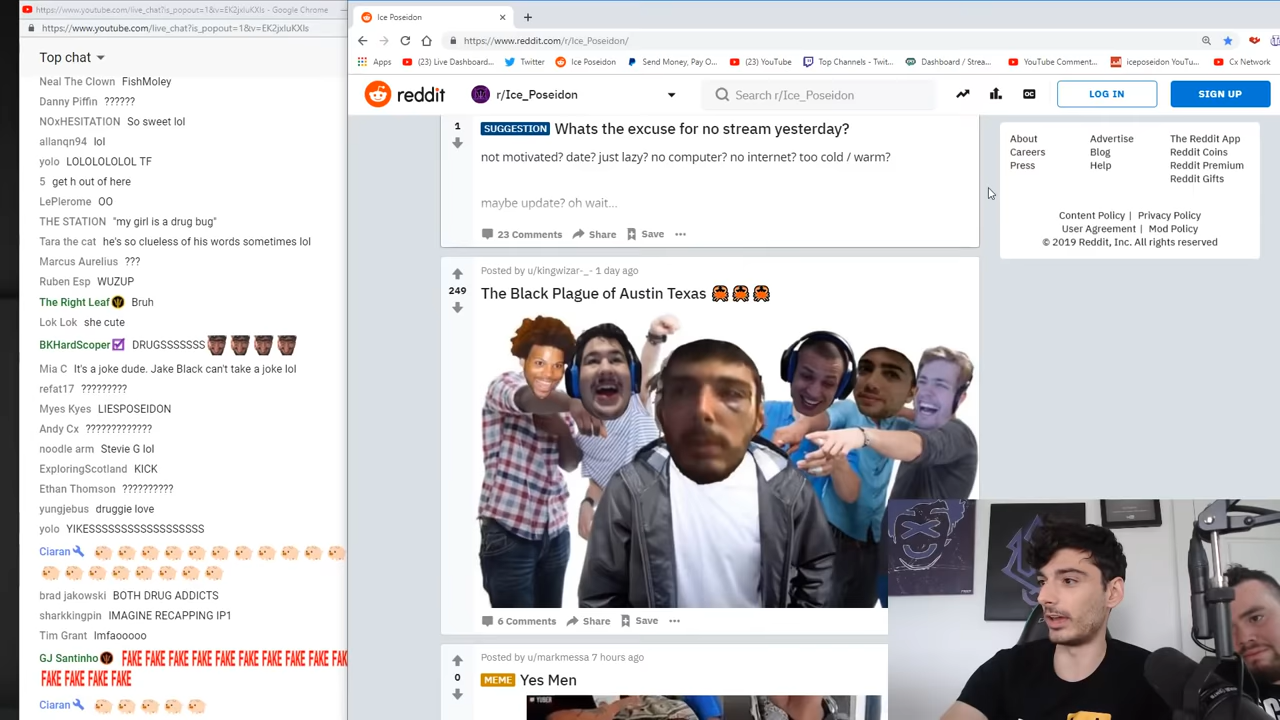 https://www.youtube.com/live_chat?is_popout=1&v=EK2jxluKXIs - Google Chrome
https://www.youtube.com/live_chat?is_popout=1&v=EK2jxluKXIs
Top chat
Neal The Clown FishMoley
Danny Piffin ??????
NOxHESITATION So sweet lol
allanqn94 lol
yolo LOLOLOLOLOL TF
5 get h out of here
LePlerome OO
THE STATION "my girl is a drug bug"
Tara the cat he's so clueless of his words sometimes lol
Marcus Aurelius ???
Ruben Esp WUZUP
The Right Leaf Bruh
Lok Lok she cute
BKHardScoper DRUGSSSSSSS
Mia C It's a joke dude. Jake Black can't take a joke lol
refat17 ?????????
Myes Kyes LIESPOSEIDON
Andy Cx ?????????????
noodle arm Stevie G lol
ExploringScotland KICK
Ethan Thomson ??????????
yungjebus druggie love
yolo YIKESSSSSSSSSSSSSSSSSS
Ciaran
brad jakowski BOTH DRUG ADDICTS
sharkkingpin IMAGINE RECAPPING IP1
Tim Grant lmfaooooo
GJ Santinho FAKE FAKE FAKE FAKE FAKE FAKE FAKE FAKE FAKE FAKE
FAKE FAKE FAKE FAKE
Ciaran
Ice Poseidon
https://www.reddit.com/r/Ice_Poseidon/
Apps (23) Live Dashboard... Twitter Ice Poseidon Send Money, Pay O... (23) YouTube Top Channels - Twit... Dashboard / Strea... YouTube Comment... iceposeidon YouTu... Cx Network
reddit r/Ice_Poseidon Search r/Ice_Poseidon LOG IN SIGN UP
1
SUGGESTION Whats the excuse for no stream yesterday?
not motivated? date? just lazy? no computer? no internet? too cold / warm?
maybe update? oh wait...
23 Comments Share Save
Posted by u/kingwizar-_- 1 day ago
249
The Black Plague of Austin Texas
6 Comments Share Save
Posted by u/markmessa 7 hours ago
0
MEME Yes Men
About Advertise The Reddit App
Careers Blog Reddit Coins
Press Help Reddit Premium
Reddit Gifts
Content Policy | Privacy Policy
User Agreement | Mod Policy
© 2019 Reddit, Inc. All rights reserved